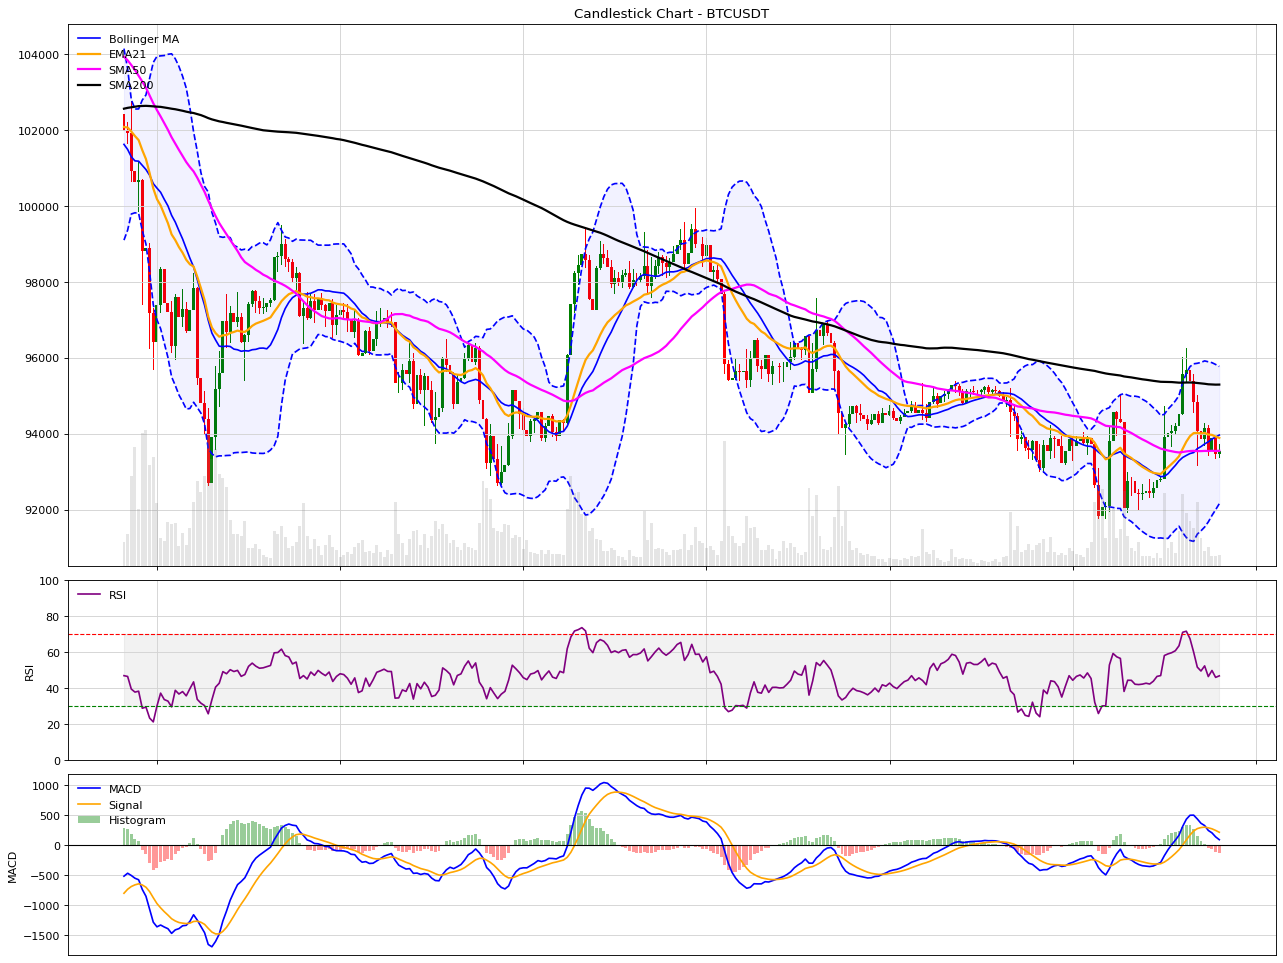 Candlestick Chart - BTCUSDT
Bollinger MA
EMA21
SMA50
SMA200
104000
102000
100000
98000
96000
94000
92000
RSI
100
80
60
40
20
0
RSI
MACD
Signal
Histogram
1000
500
0
−500
−1000
−1500
MACD